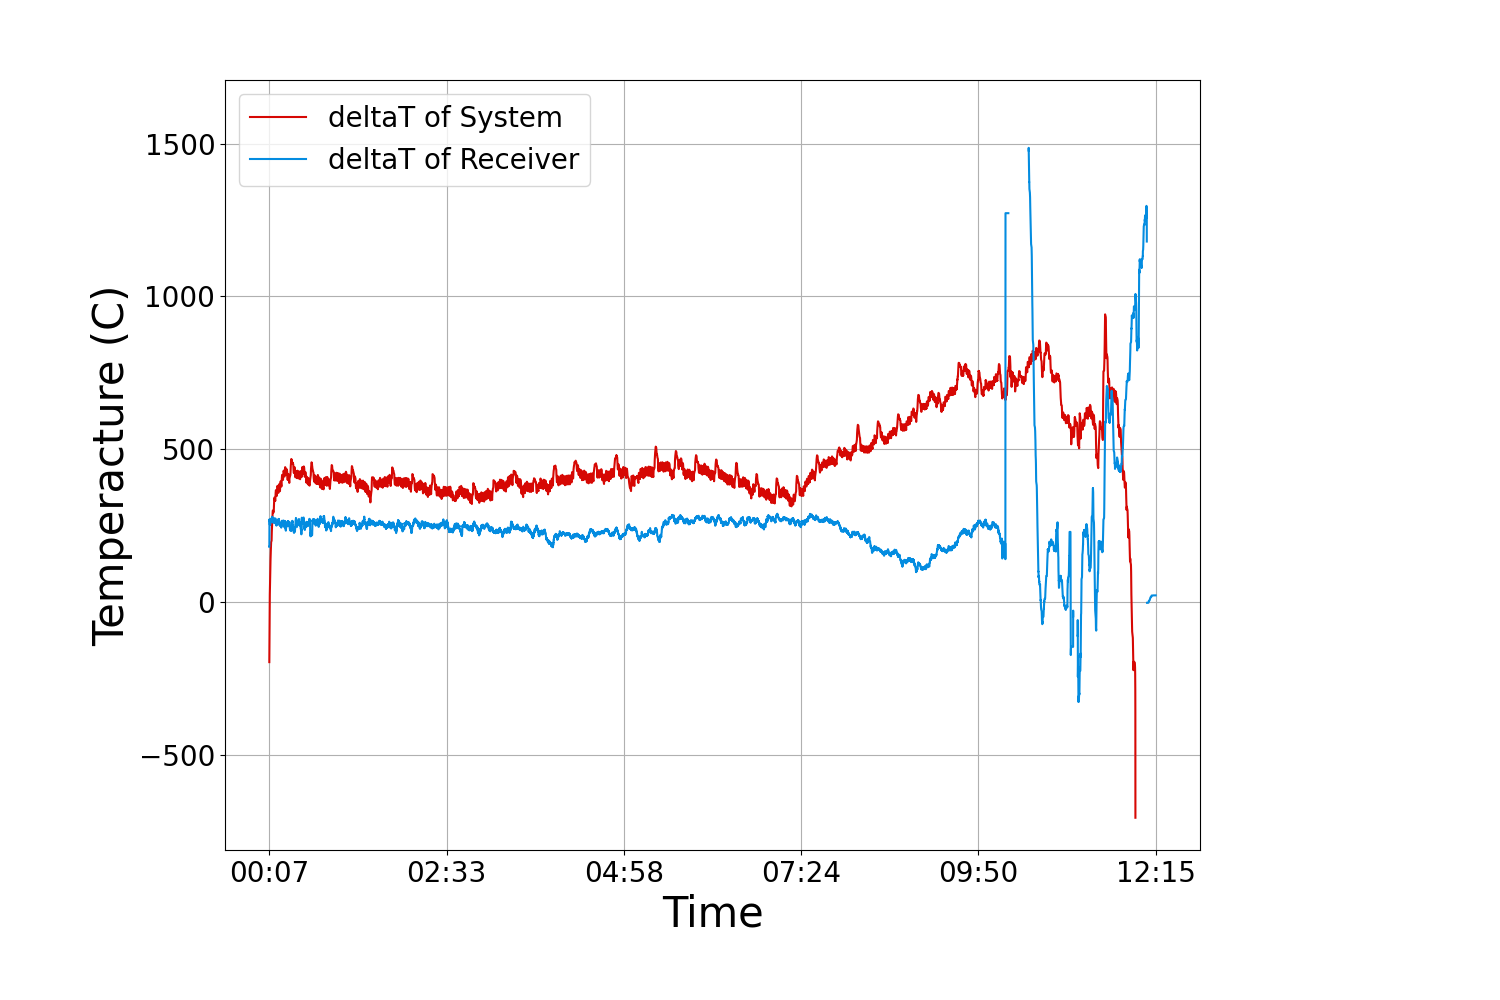 deltaT of System
deltaT of Receiver
1500
1000
500
0
−500
Temperacture (C)
00:07 02:33 04:58 07:24 09:50 12:15
Time